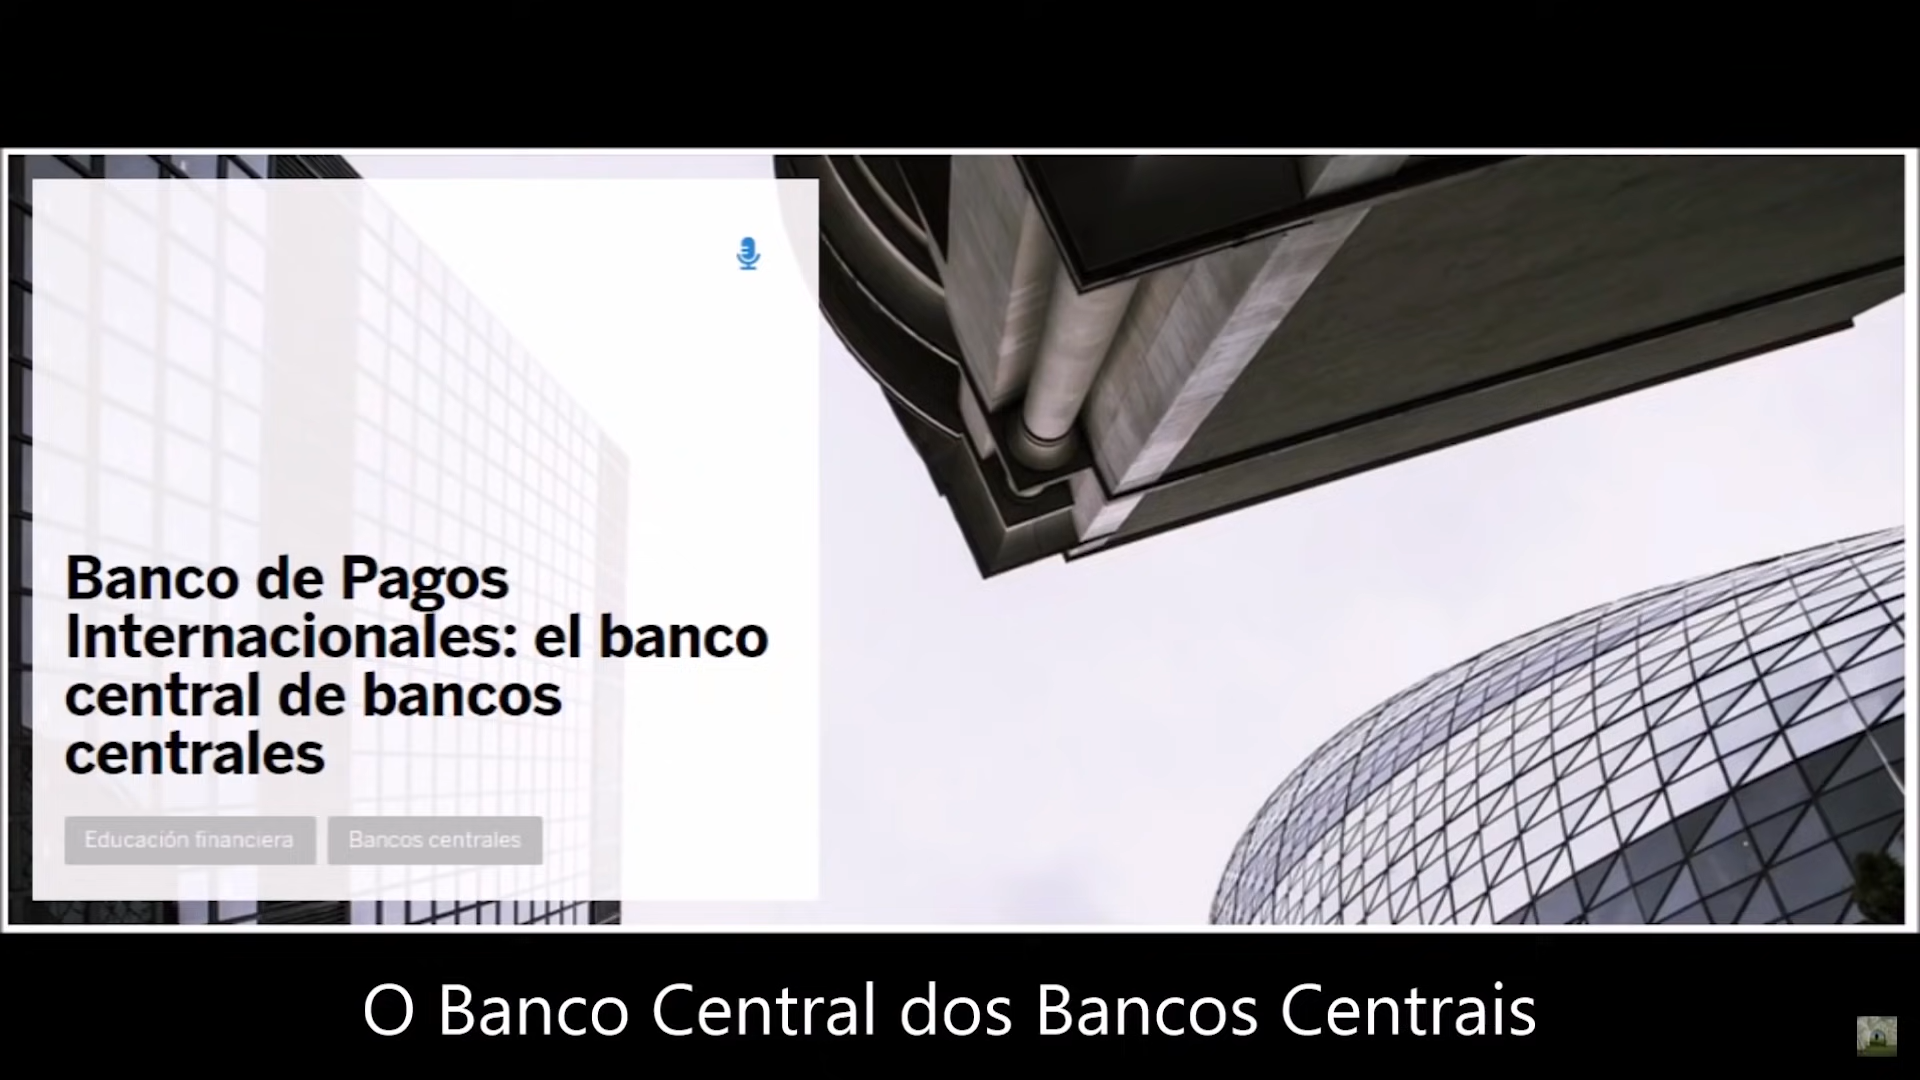 Banco de Pagos
Internacionales: el banco
central de bancos
centrales
Educación financiera
Bancos centrales
O Banco Central dos Bancos Centrais